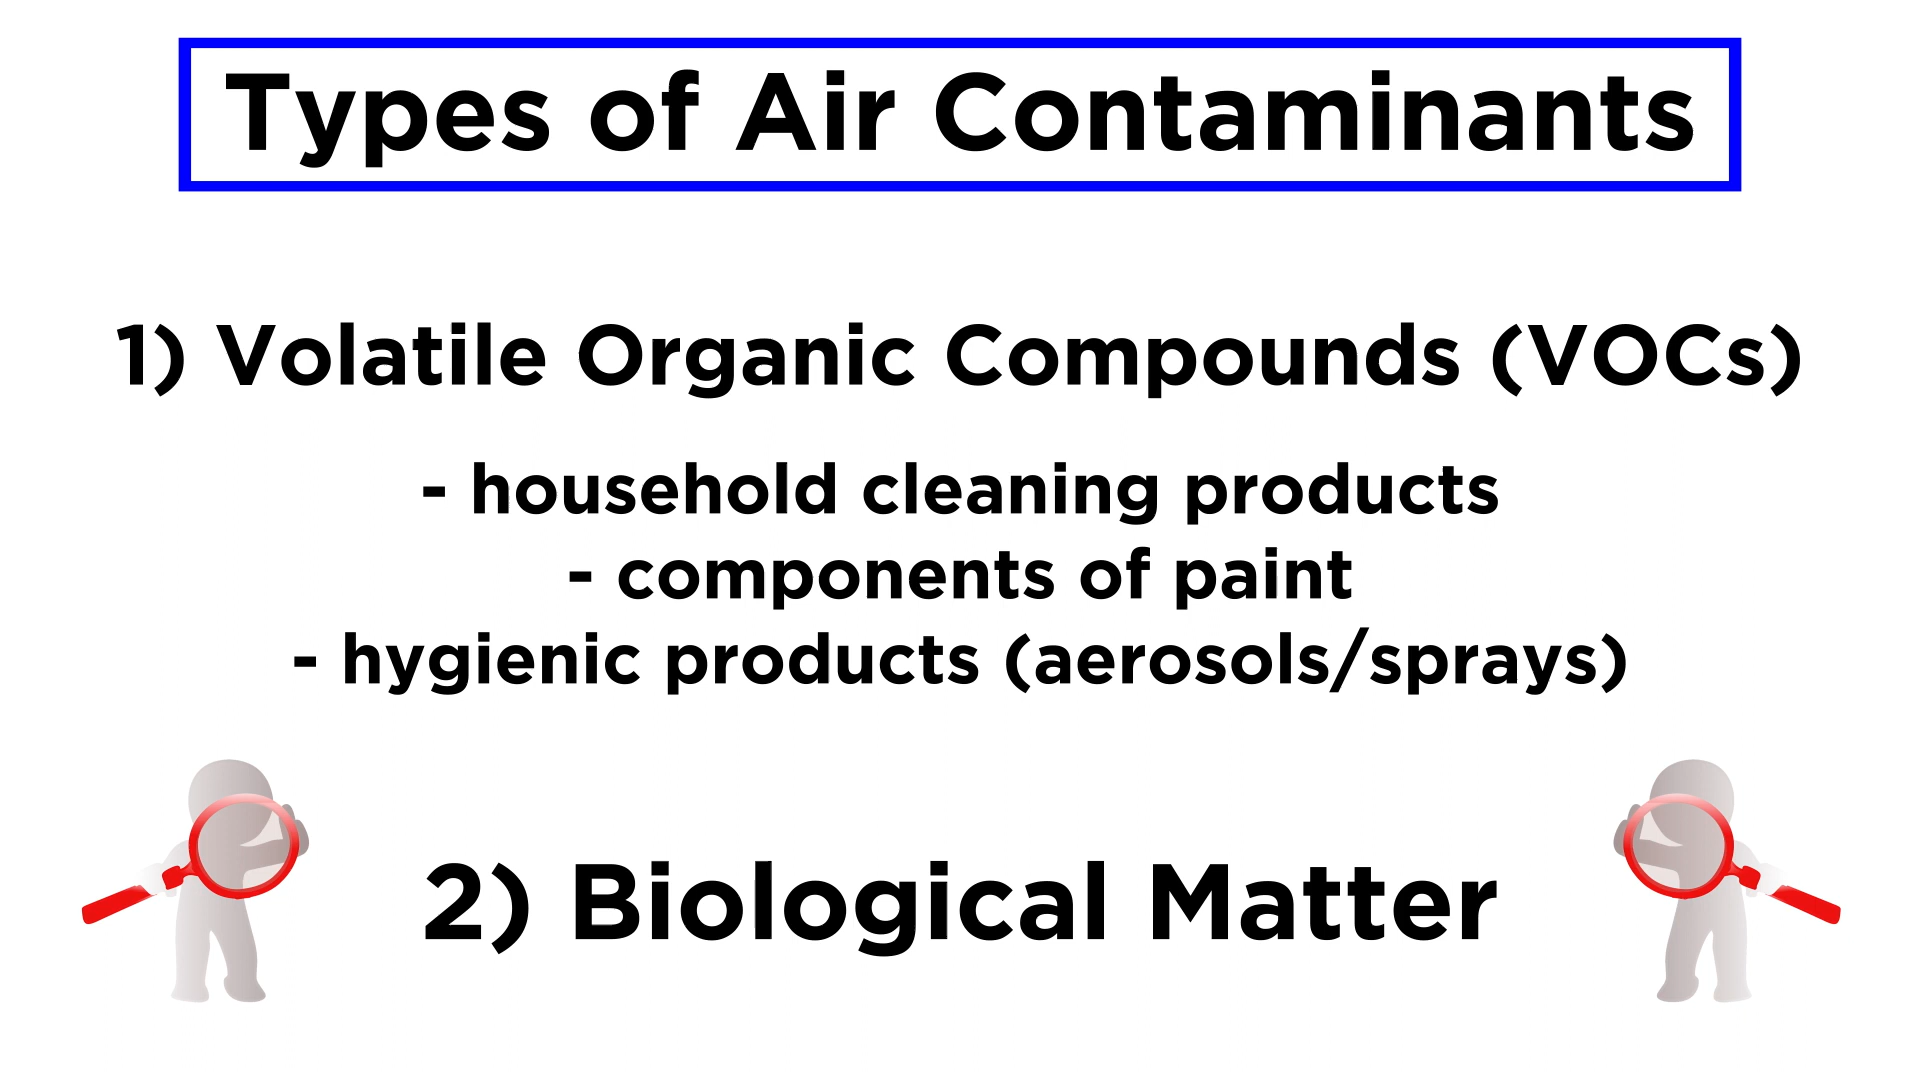 Types of Air Contaminants
1) Volatile Organic Compounds (VOCs)
- household cleaning products
- components of paint
- hygienic products (aerosols/sprays)
2) Biological Matter